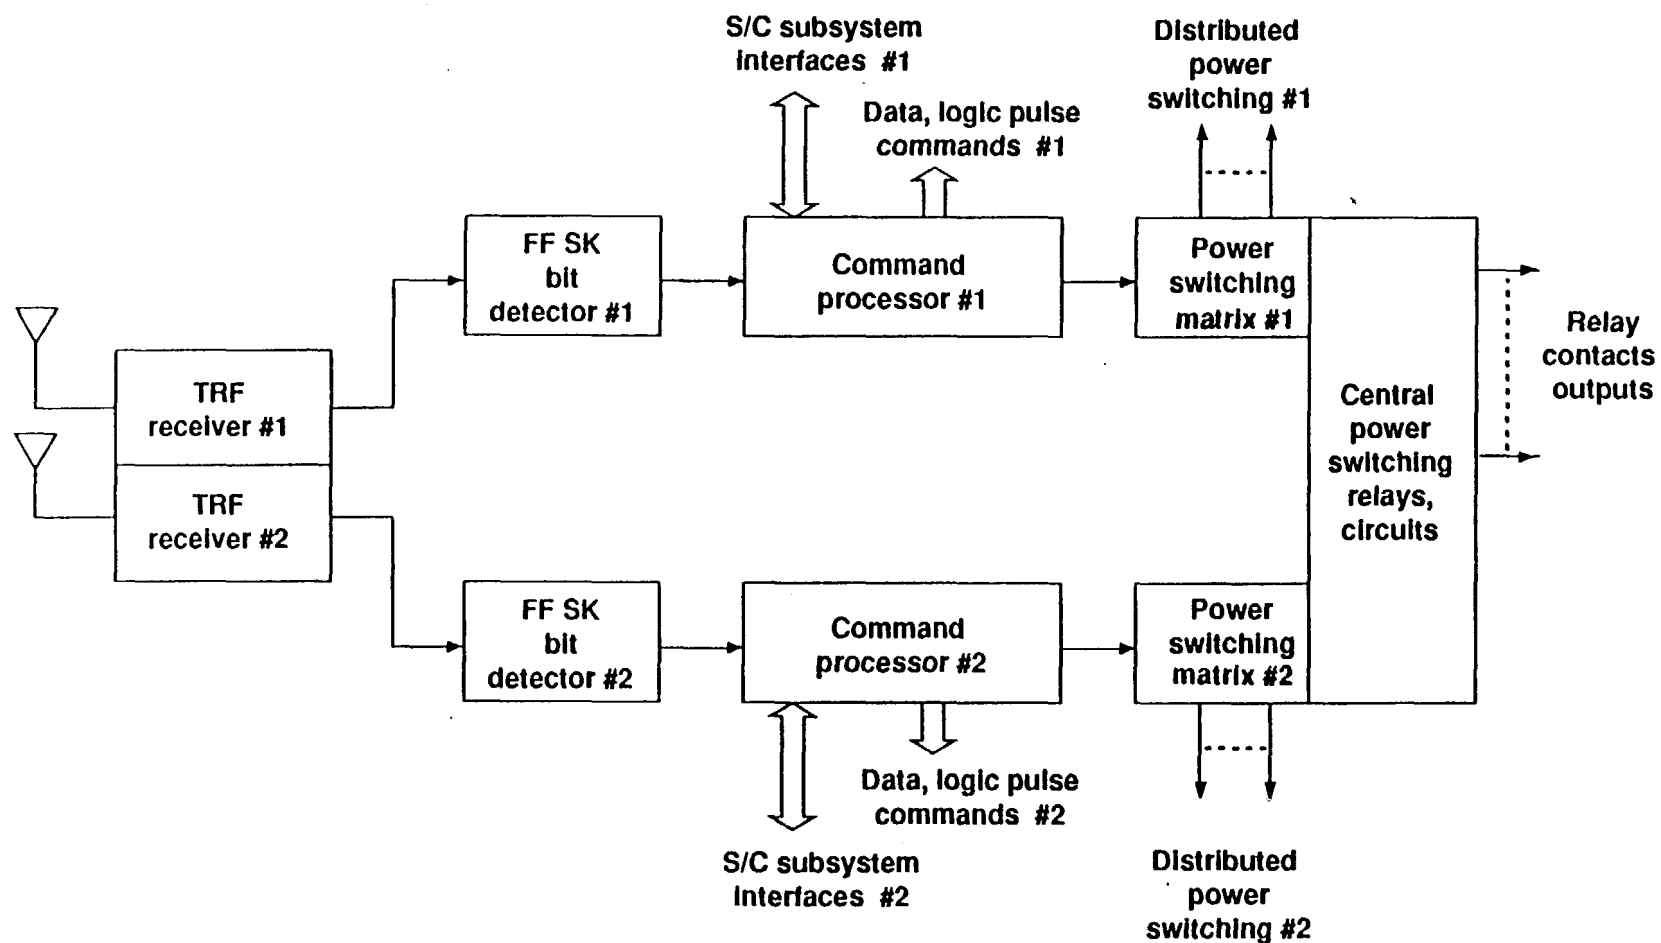 S/C subsystem
interfaces #1
Data, logic pulse
commands #1
Distributed
power
switching #1
FF SK
bit
detector #1
Command
processor #1
Power
switching
matrix #1
TRF
receiver #1
TRF
receiver #2
Central
power
switching
relays,
circuits
Relay
contacts
outputs
FF SK
bit
detector #2
Command
processor #2
Power
switching
matrix #2
Data, logic pulse
commands #2
S/C subsystem
interfaces #2
Distributed
power
switching #2